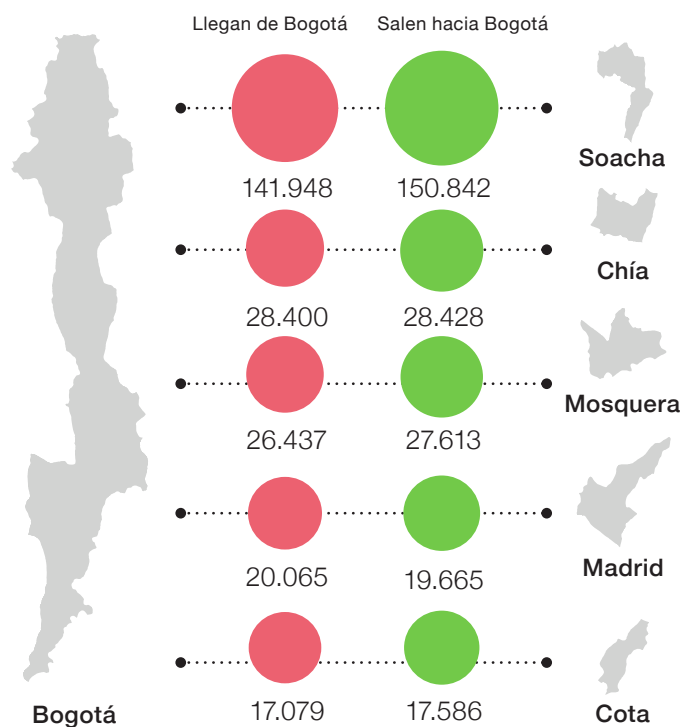 Llegan de Bogotá Salen hacia Bogotá
Soacha
141.948 150.842
Chía
28.400 28.428
Mosquera
26.437 27.613
Madrid
20.065 19.665
Bogotá 17.079 17.586 Cota